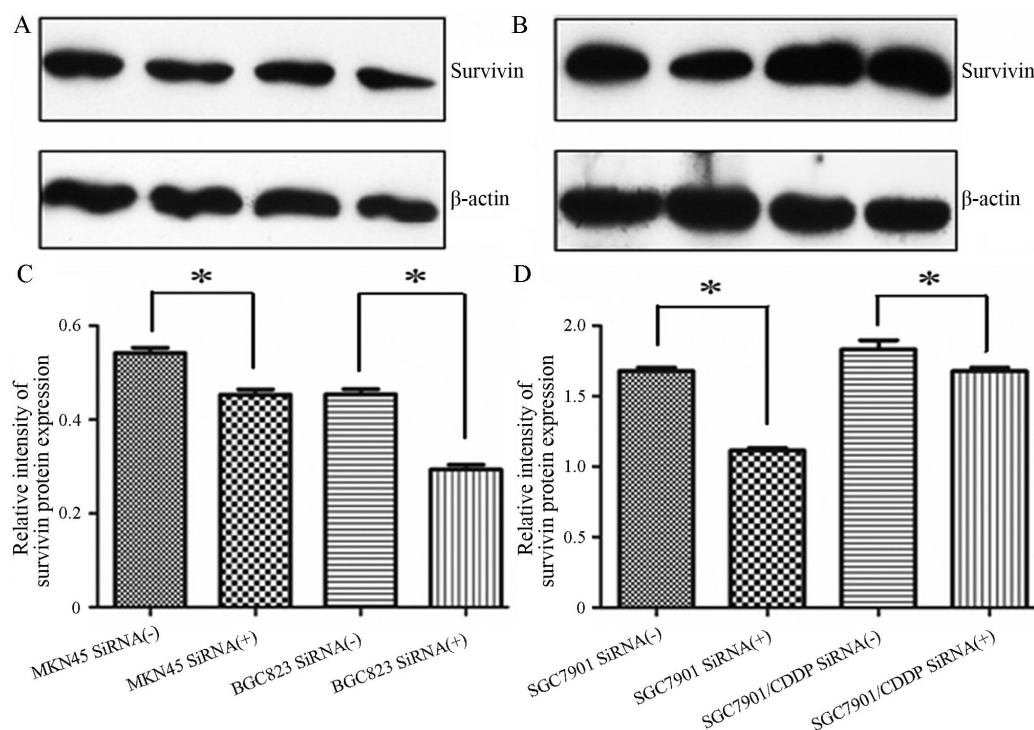 A
Survivin
β-actin
B
Survivin
β-actin
C
*
*
Relative intensity of
survivin protein expression
0.6
0.4
0.2
0
MKN45 SiRNA(-)
MKN45 SiRNA(+)
BGC823 SiRNA(-)
BGC823 SiRNA(+)
D
*
*
Relative intensity of
survivin protein expression
2.0
1.5
1.0
0.5
0
SGC7901 SiRNA(-)
SGC7901 SiRNA(+)
SGC7901/CDDP SiRNA(-)
SGC7901/CDDP SiRNA(+)